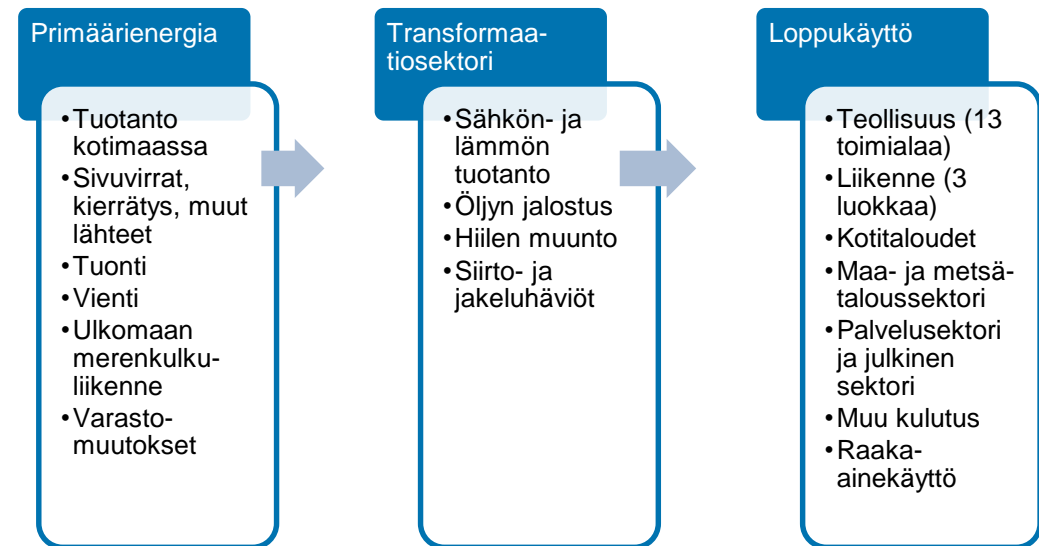 Primäärienergia
•Tuotanto
kotimaassa
•Sivuvirrat,
kierrätys, muut
lähteet
•Tuonti
•Vienti
•Ulkomaan
merenkulku-
liikenne
•Varasto-
muutokset
Transformaa-
tiosektori
•Sähkön- ja
lämmön
tuotanto
•Öljyn jalostus
•Hiilen muunto
•Siirto- ja
jakeluhäviöt
Loppukäyttö
•Teollisuus (13
toimialaa)
•Liikenne (3
luokkaa)
•Kotitaloudet
•Maa- ja metsä-
taloussektori
•Palvelusektori
ja julkinen
sektori
•Muu kulutus
•Raaka-
ainekäyttö